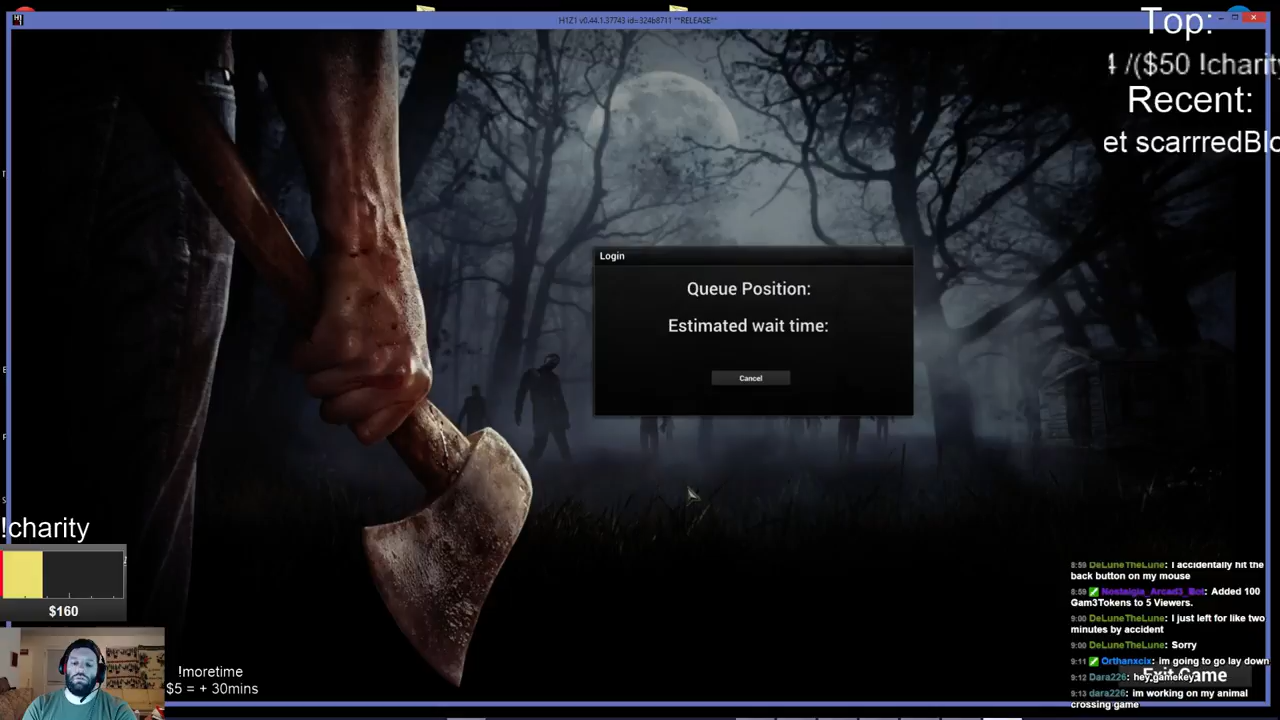 H1Z1 v0.44.1.37743 id=324b8711 **RELEASE**
Top:
/($50 !charity
Recent:
et scarrredBlo
Login
Queue Position:
Estimated wait time:
Cancel
!charity
$160
!moretime
$5 = + 30mins
8:59 DeLuneTheLune: I accidentally hit the
back button on my mouse
8:59 Nostalgia_Arcad3_Bot: Added 100
Gam3Tokens to 5 Viewers.
9:00 DeLuneTheLune: I just left for like two
minutes by accident
9:00 DeLuneTheLune: Sorry
9:11 Orthanxcix: im going to go lay down
9:12 Dara226: hey gamekey
Exit Game
9:13 dara226: im working on my animal
crossing game